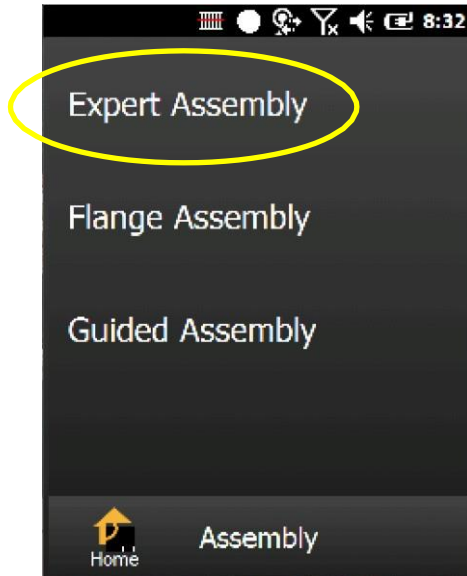 8:32
Expert Assembly
Flange Assembly
Guided Assembly
Home
Assembly